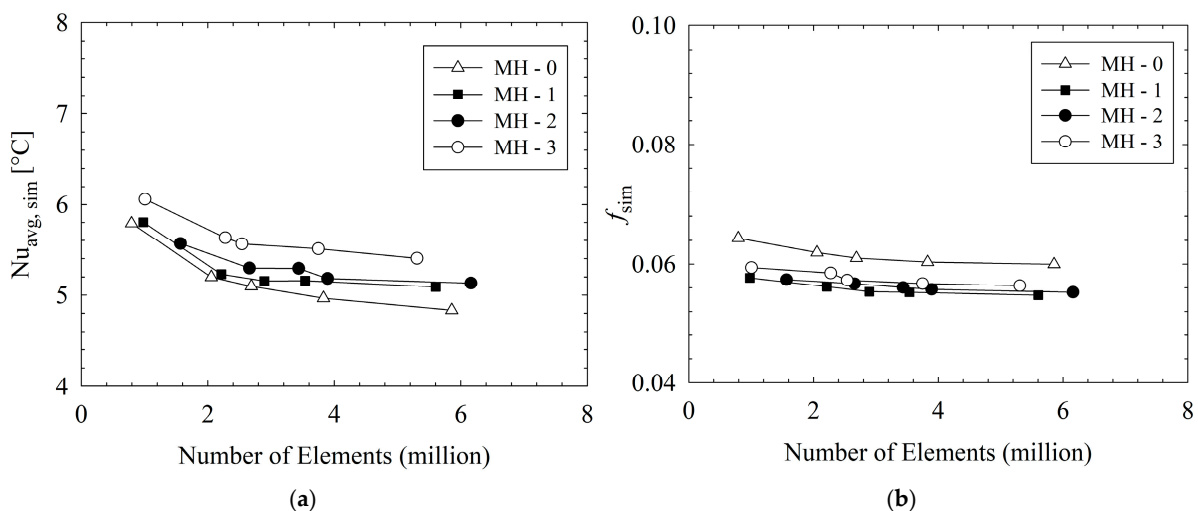 8
7
6
5
4
Nu_avg, sim [°C]
MH - 0
MH - 1
MH - 2
MH - 3
0 2 4 6 8
Number of Elements (million)
(a)
0.10
0.08
0.06
0.04
f_sim
MH - 0
MH - 1
MH - 2
MH - 3
0 2 4 6 8
Number of Elements (million)
(b)